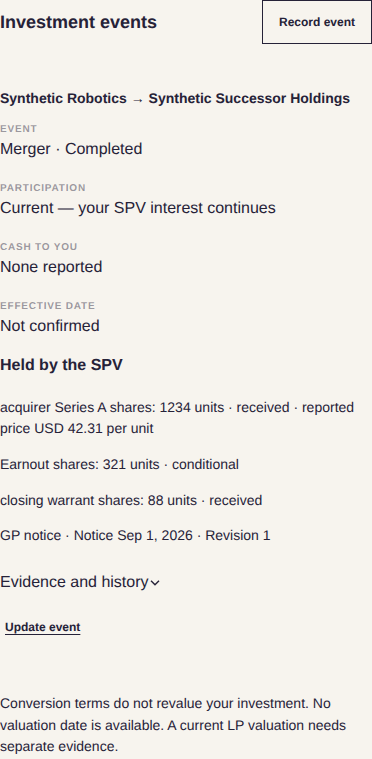 Investment events
Record event
Synthetic Robotics → Synthetic Successor Holdings
EVENT
Merger · Completed
PARTICIPATION
Current — your SPV interest continues
CASH TO YOU
None reported
EFFECTIVE DATE
Not confirmed
Held by the SPV
acquirer Series A shares: 1234 units · received · reported
price USD 42.31 per unit
Earnout shares: 321 units · conditional
closing warrant shares: 88 units · received
GP notice · Notice Sep 1, 2026 · Revision 1
Evidence and history
Update event
Conversion terms do not revalue your investment. No
valuation date is available. A current LP valuation needs
separate evidence.